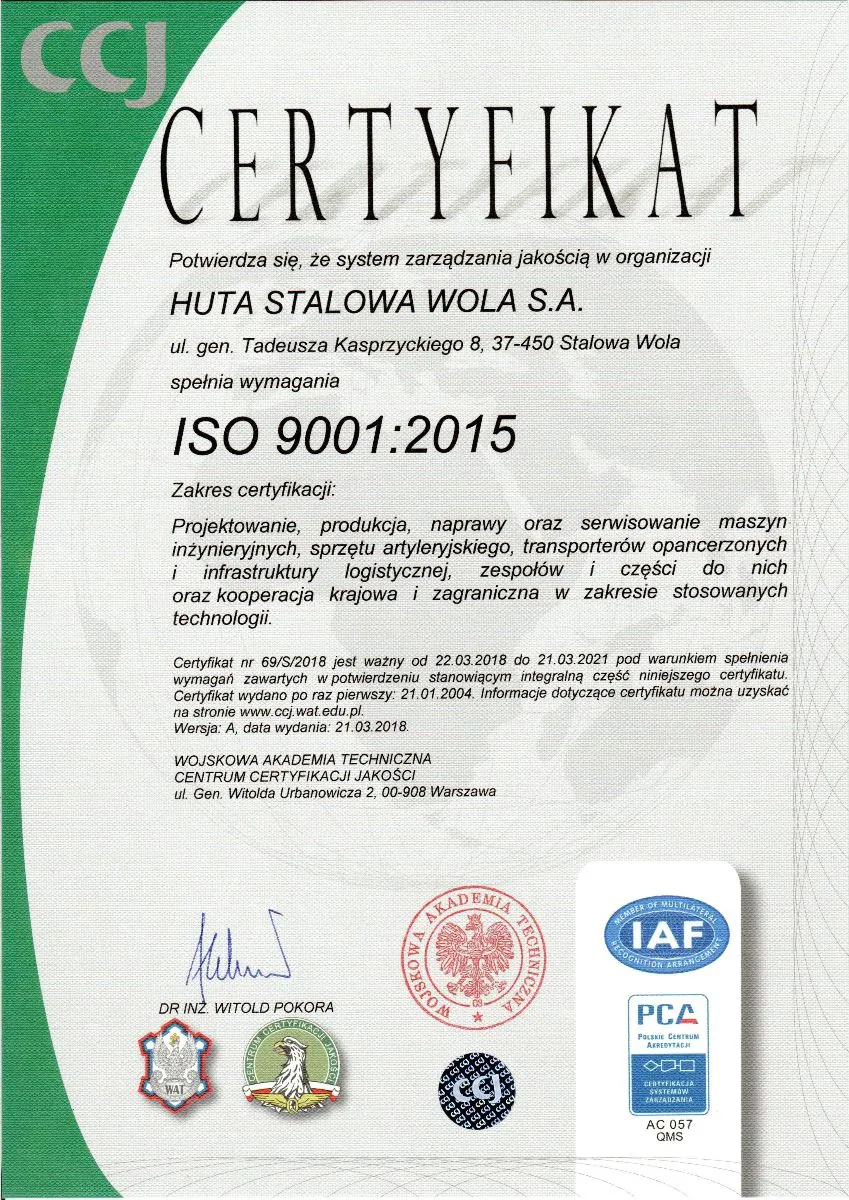 CCJ
CERTYFIKAT
Potwierdza się, że system zarządzania jakością w organizacji
HUTA STALOWA WOLA S.A.
ul. gen. Tadeusza Kasprzyckiego 8, 37-450 Stalowa Wola
spełnia wymagania
ISO 9001:2015
Zakres certyfikacji:
Projektowanie, produkcja, naprawy oraz serwisowanie maszyn
inżynieryjnych, sprzętu artyleryjskiego, transporterów opancerzonych
i infrastruktury logistycznej, zespołów i części do nich
oraz kooperacja krajowa i zagraniczna w zakresie stosowanych
technologii.
Certyfikat nr 69/S/2018 jest ważny od 22.03.2018 do 21.03.2021 pod warunkiem spełnienia
wymagań zawartych w potwierdzeniu stanowiącym integralną część niniejszego certyfikatu.
Certyfikat wydano po raz pierwszy: 21.01.2004. Informacje dotyczące certyfikatu można uzyskać
na stronie www.ccj.wat.edu.pl.
Wersja: A, data wydania: 21.03.2018.
WOJSKOWA AKADEMIA TECHNICZNA
CENTRUM CERTYFIKACJI JAKOŚCI
ul. Gen. Witolda Urbanowicza 2, 00-908 Warszawa
DR INŻ. WITOLD POKORA
WAT
CENTRUM CERTYFIKACJI JAKOŚCI
WOJSKOWA AKADEMIA TECHNICZNA
69
CCJ
MEMBER OF MULTILATERAL
IAF
RECOGNITION ARRANGEMENT
PCA
POLSKIE CENTRUM
AKREDYTACJI
CERTYFIKACJA
SYSTEMÓW
ZARZĄDZANIA
AC 057
QMS